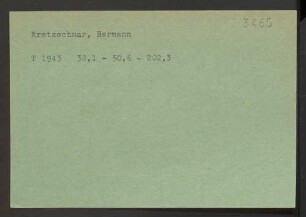 3465
Kretzschmar, Hermann
T 1943 38,1 - 50,6 - 202,3